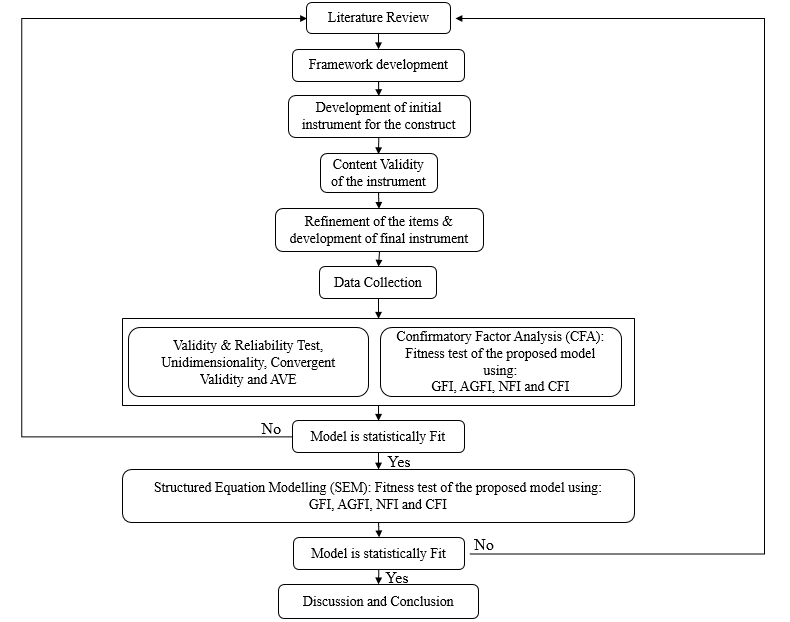 Literature Review
Framework development
Development of initial
instrument for the construct
Content Validity
of the instrument
Refinement of the items &
development of final instrument
Data Collection
Validity & Reliability Test,
Unidimensionality, Convergent
Validity and AVE
Confirmatory Factor Analysis (CFA):
Fitness test of the proposed model
using:
GFI, AGFI, NFI and CFI
No
Model is statistically Fit
Yes
Structured Equation Modelling (SEM): Fitness test of the proposed model using:
GFI, AGFI, NFI and CFI
Model is statistically Fit
No
Yes
Discussion and Conclusion